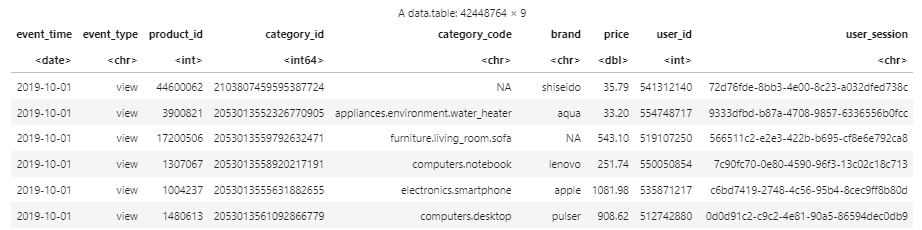 A data.table: 42448764 × 9
event_time event_type product_id category_id category_code brand price user_id user_session
<date> <chr> <int> <int64> <chr> <chr> <dbl> <int> <chr>
2019-10-01 view 44600062 2103807459595387724 NA shiseido 35.79 541312140 72d76fde-8bb3-4e00-8c23-a032dfed738c
2019-10-01 view 3900821 2053013552326770905 appliances.environment.water_heater aqua 33.20 554748717 9333dfbd-b87a-4708-9857-6336556b0fcc
2019-10-01 view 17200506 2053013559792632471 furniture.living_room.sofa NA 543.10 519107250 566511c2-e2e3-422b-b695-cf8e6e792ca8
2019-10-01 view 1307067 2053013558920217191 computers.notebook lenovo 251.74 550050854 7c90fc70-0e80-4590-96f3-13c02c18c713
2019-10-01 view 1004237 2053013555631882655 electronics.smartphone apple 1081.98 535871217 c6bd7419-2748-4c56-95b4-8cec9ff8b80d
2019-10-01 view 1480613 2053013561092866779 computers.desktop pulser 908.62 512742880 0d0d91c2-c9c2-4e81-90a5-86594dec0db9